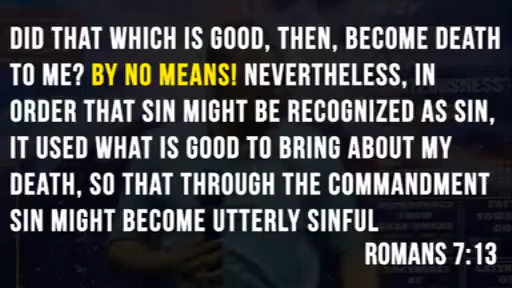 DID THAT WHICH IS GOOD, THEN, BECOME DEATH
TO ME? BY NO MEANS! NEVERTHELESS, IN
ORDER THAT SIN MIGHT BE RECOGNIZED AS SIN,
IT USED WHAT IS GOOD TO BRING ABOUT MY
DEATH, SO THAT THROUGH THE COMMANDMENT
SIN MIGHT BECOME UTTERLY SINFUL
ROMANS 7:13